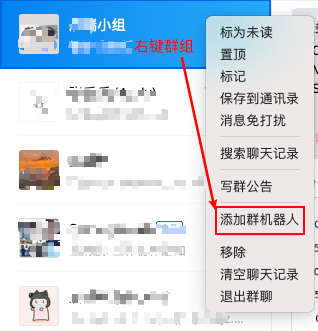 小组
右键群组
标为未读
置顶
标记
保存到通讯录
消息免打扰
搜索聊天记录
写群公告
添加群机器人
移除
清空聊天记录
退出群聊